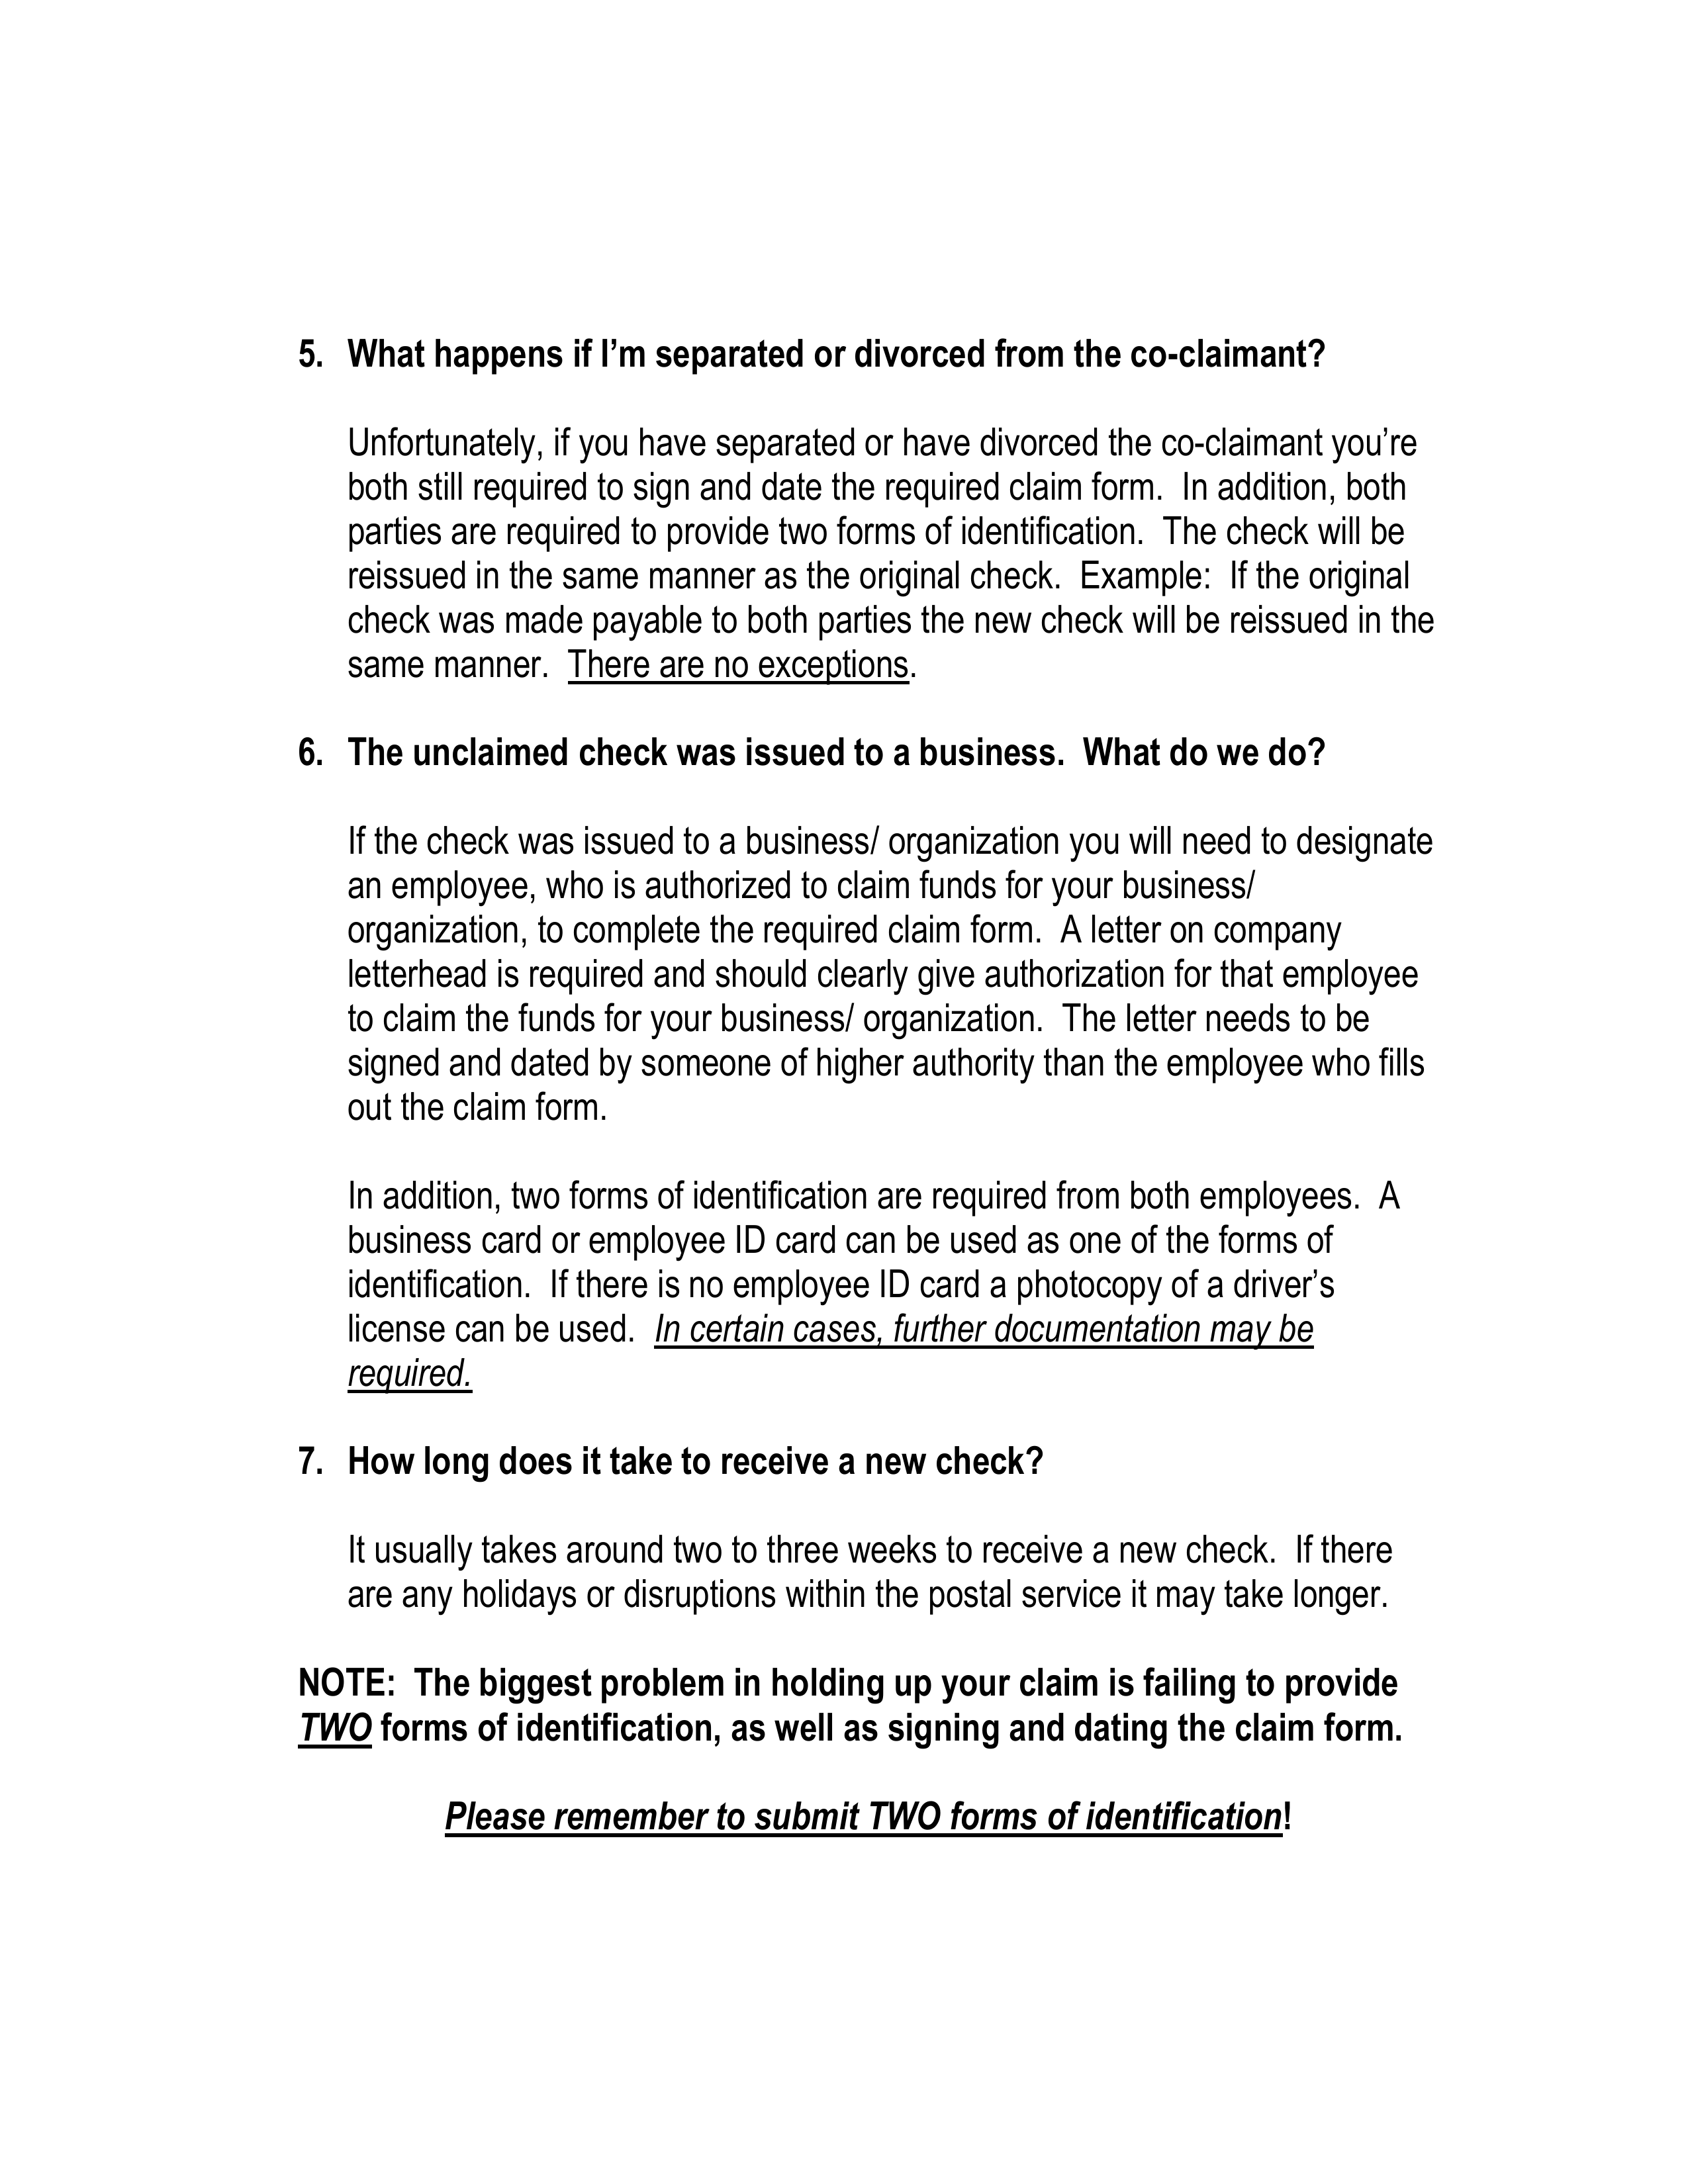 5. What happens if I’m separated or divorced from the co-claimant?
Unfortunately, if you have separated or have divorced the co-claimant you’re
both still required to sign and date the required claim form. In addition, both
parties are required to provide two forms of identification. The check will be
reissued in the same manner as the original check. Example: If the original
check was made payable to both parties the new check will be reissued in the
same manner. There are no exceptions.
6. The unclaimed check was issued to a business. What do we do?
If the check was issued to a business/ organization you will need to designate
an employee, who is authorized to claim funds for your business/
organization, to complete the required claim form. A letter on company
letterhead is required and should clearly give authorization for that employee
to claim the funds for your business/ organization. The letter needs to be
signed and dated by someone of higher authority than the employee who fills
out the claim form.
In addition, two forms of identification are required from both employees. A
business card or employee ID card can be used as one of the forms of
identification. If there is no employee ID card a photocopy of a driver’s
license can be used. In certain cases, further documentation may be
required.
7. How long does it take to receive a new check?
It usually takes around two to three weeks to receive a new check. If there
are any holidays or disruptions within the postal service it may take longer.
NOTE: The biggest problem in holding up your claim is failing to provide
TWO forms of identification, as well as signing and dating the claim form.
Please remember to submit TWO forms of identification!